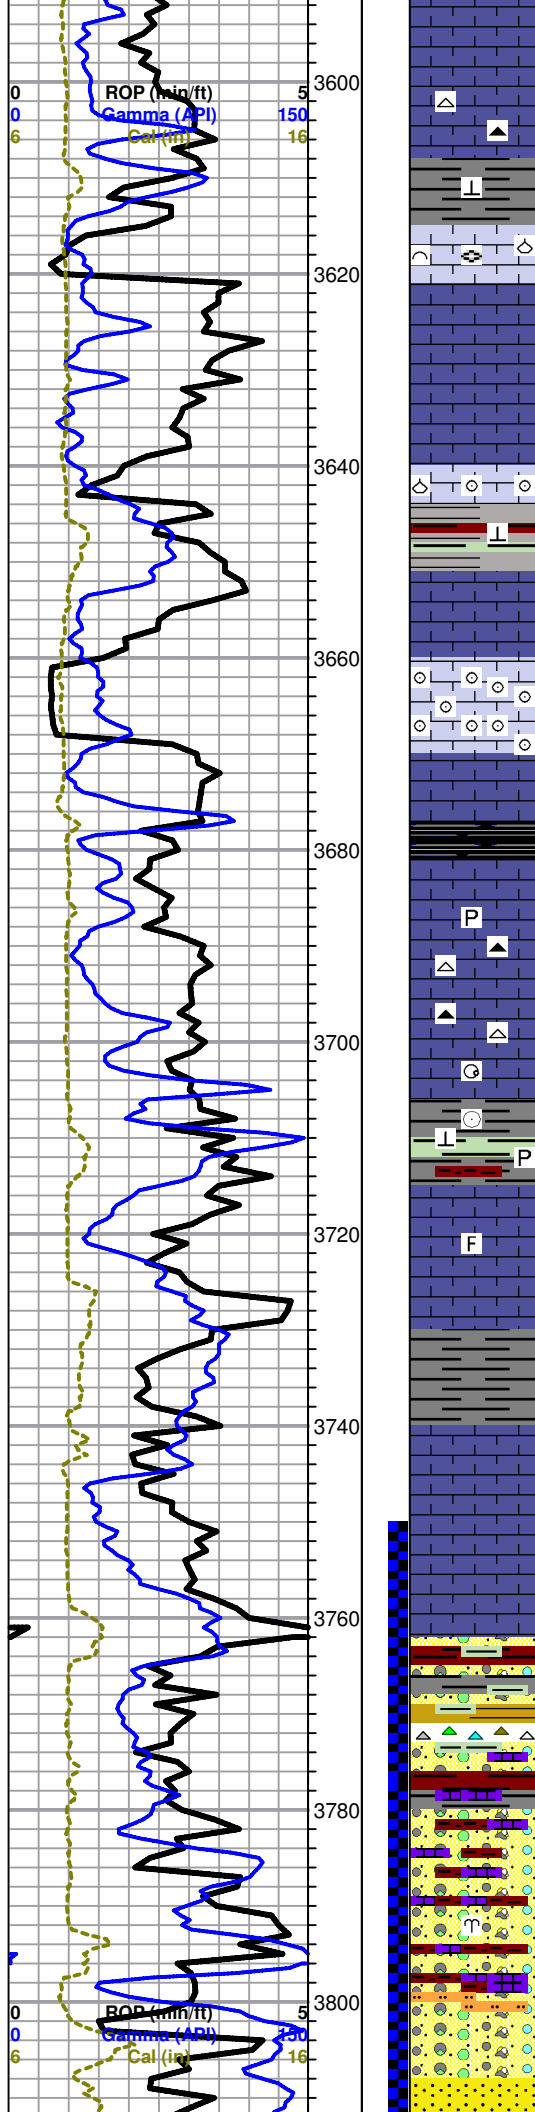 3600
0 ROP (min/ft) 5
0 Gamma (API) 150
6 Cal (in) 16
3620
3640
3660
3680
P
3700
P
3720
F
3740
3760
3780
3800
0 ROP (min/ft) 5
0 Gamma (API) 150
6 Cal (in) 16